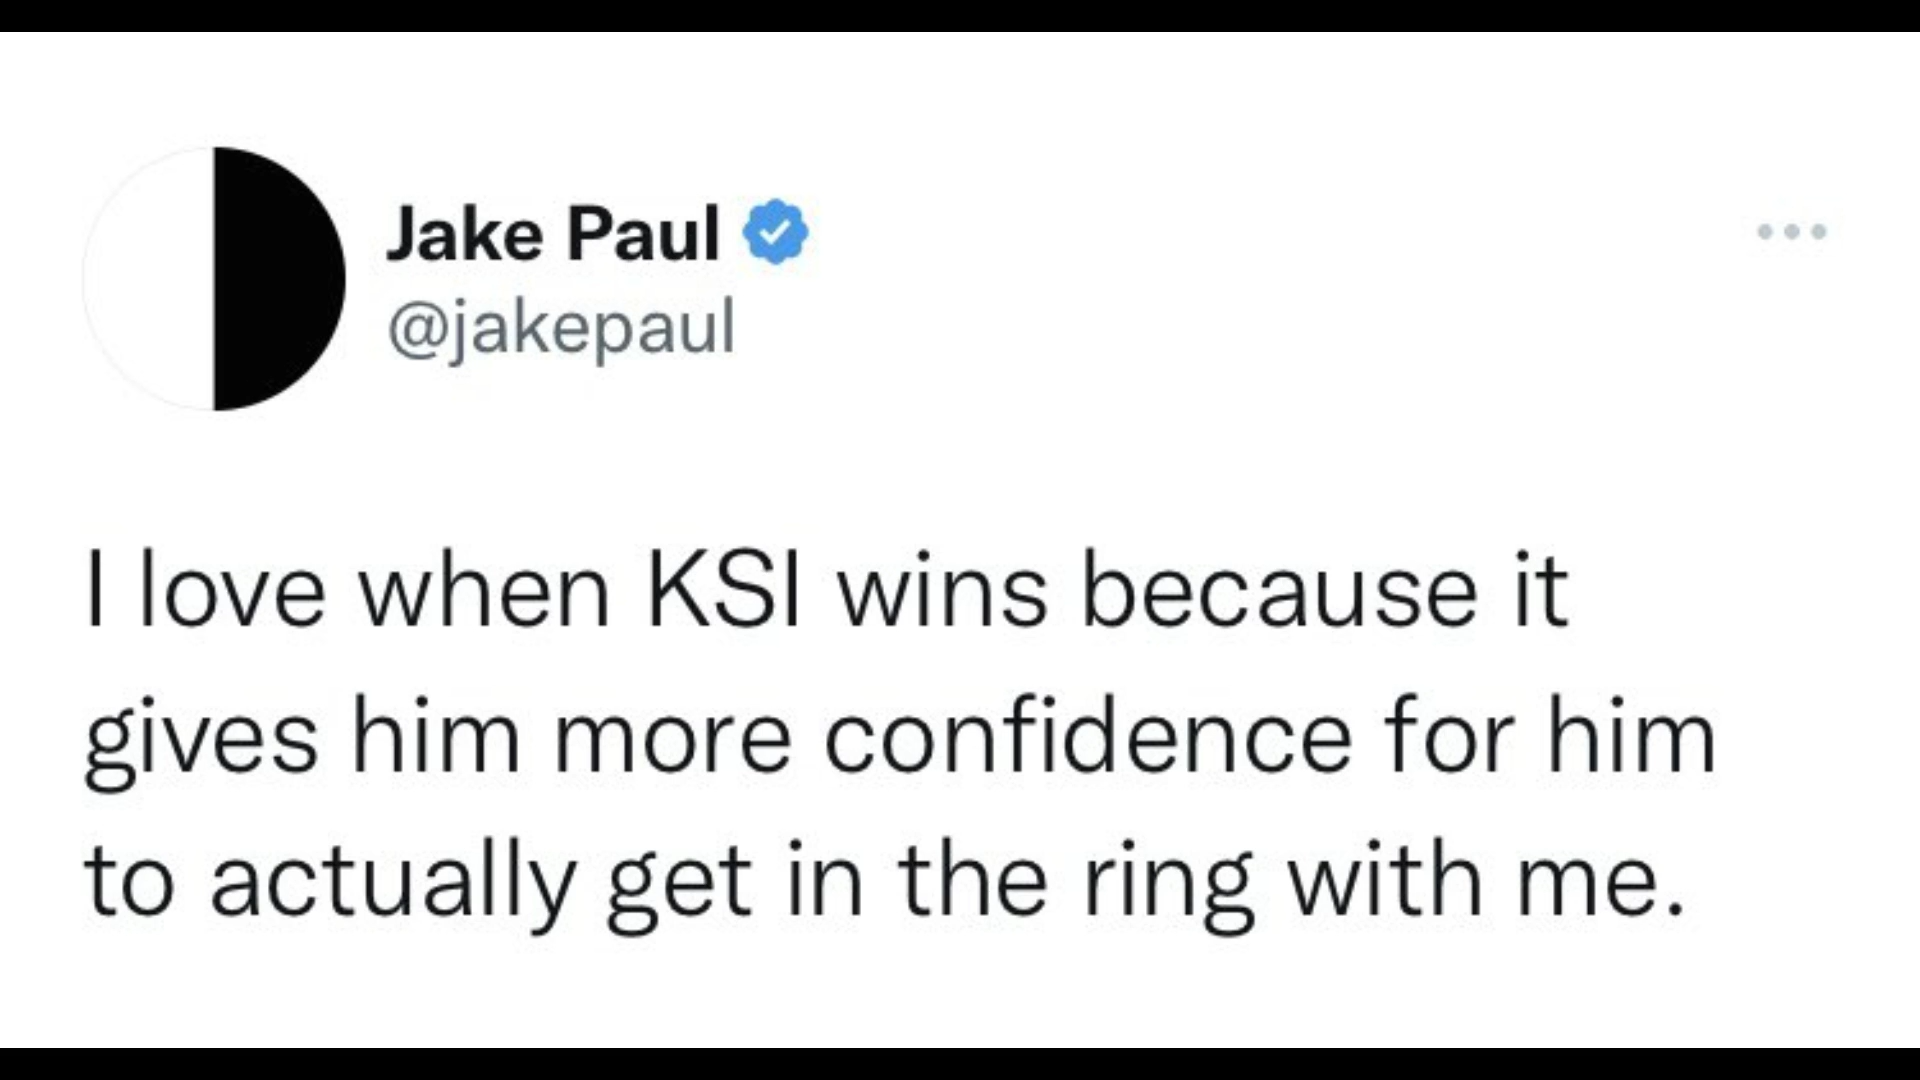 Jake Paul
@jakepaul
I love when KSI wins because it
gives him more confidence for him
to actually get in the ring with me.